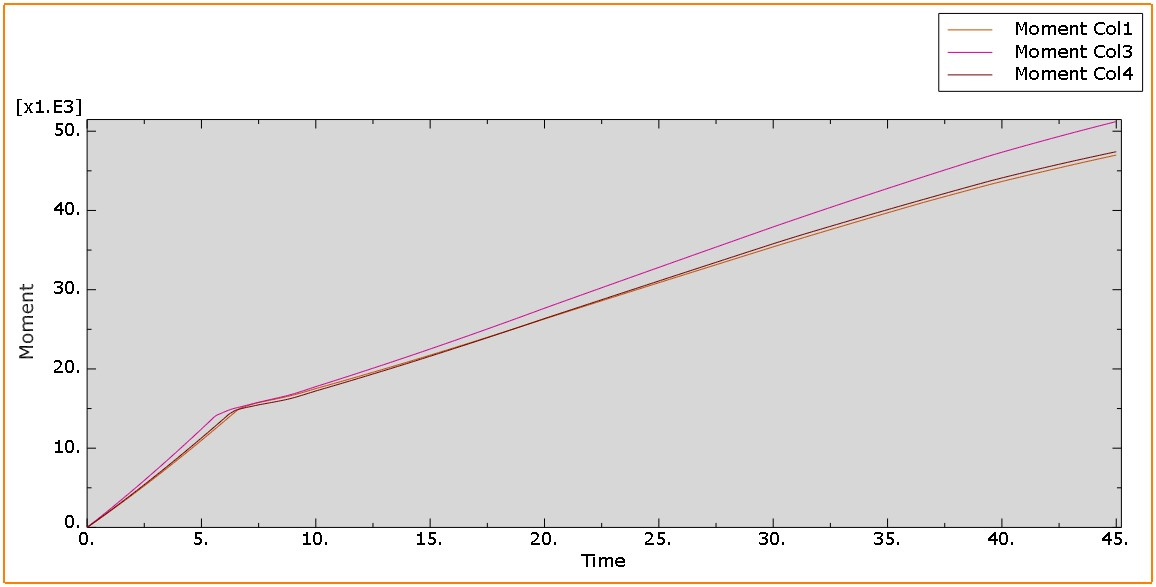 Moment Col1
Moment Col3
Moment Col4
[x1.E3]
50.
40.
30.
20.
10.
0.
Moment
0. 5. 10. 15. 20. 25. 30. 35. 40. 45.
Time